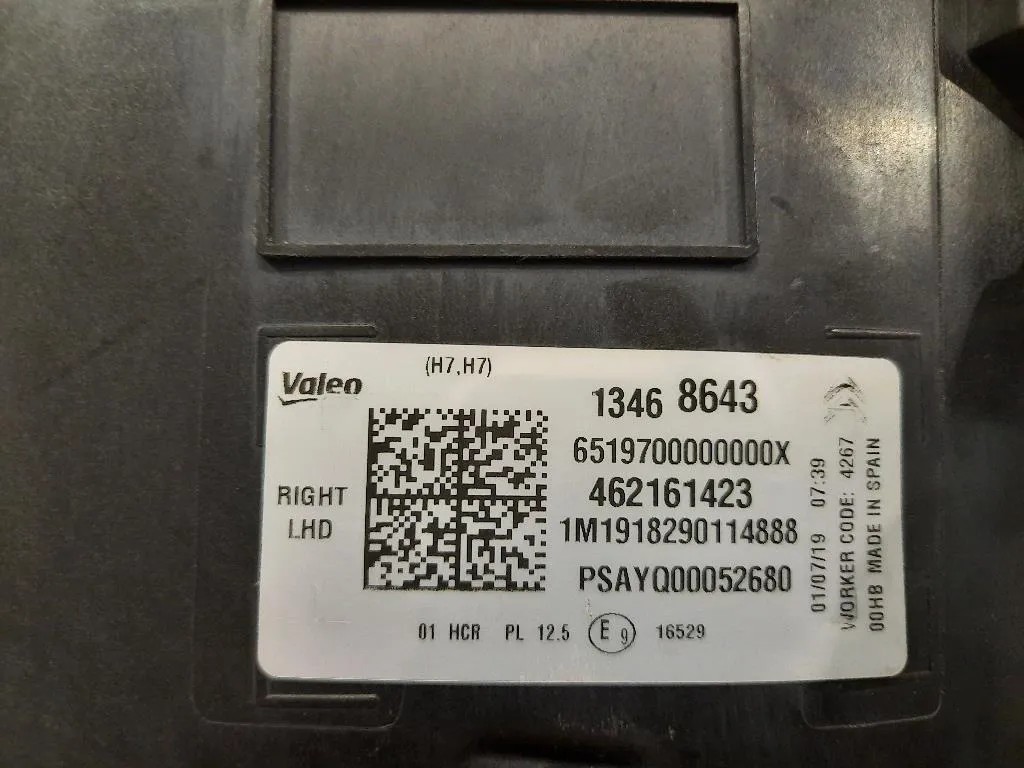 Valeo
(H7,H7)
1346 8643
6519700000000X
462161423
1M1918290114888
PSAYQ00052680
RIGHT
LHD
01 HCR PL 12.5 E 9 16529
01/07/19 07:39
WORKER CODE: 4267
00HB MADE IN SPAIN